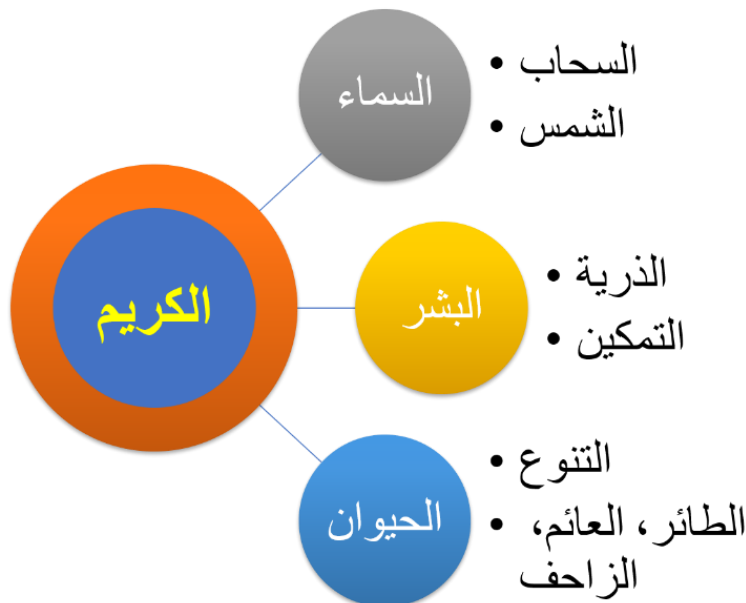 الكريم
السماء
• السحاب
• الشمس
البشر
• الذرية
• التمكين
الحيوان
• التنوع
• الطائر، العائم،
الزاحف